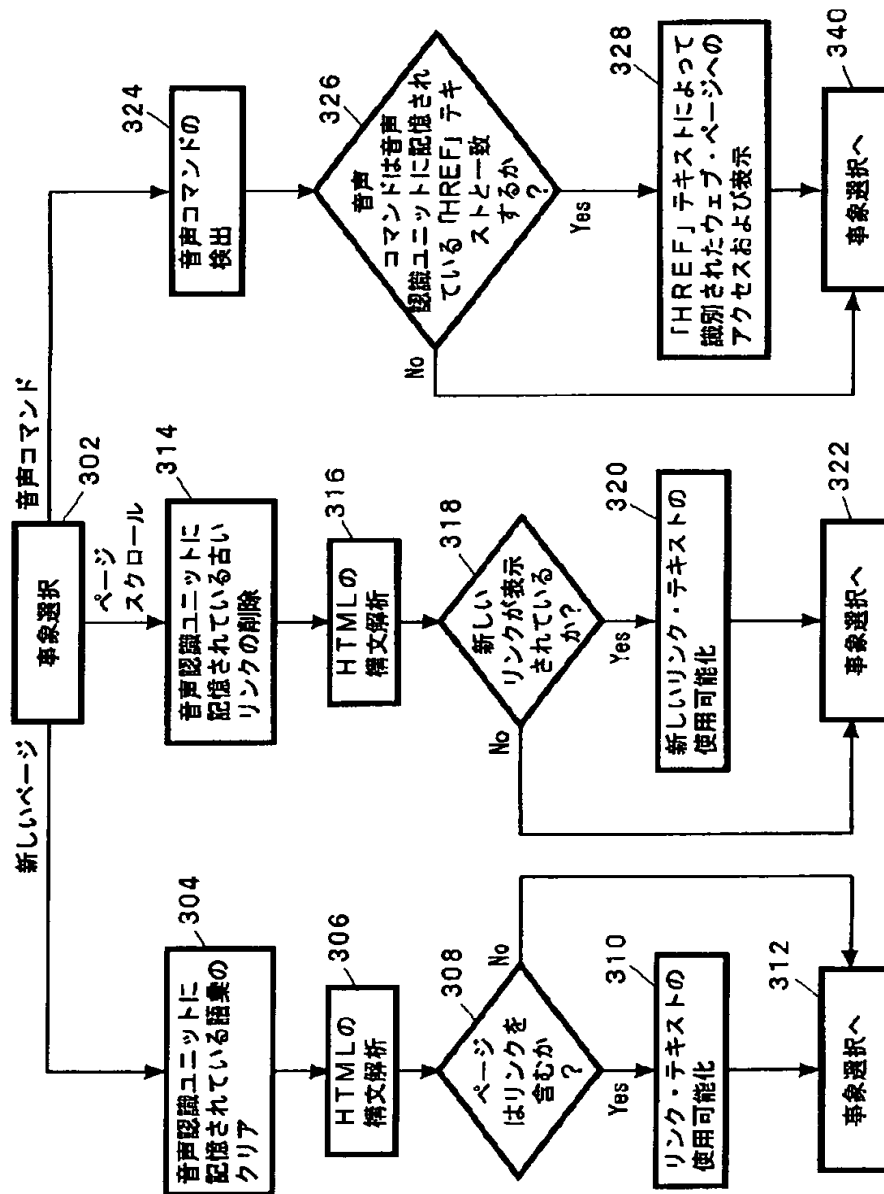 事象選択
302
新しいページ
ページ
スクロール
音声コマンド
音声認識ユニットに
記憶されている語彙の
クリア
304
HTMLの
構文解析
306
ページ
はリンクを
含むか
?
308
No
Yes
リンク・テキストの
使用可能化
310
事象選択へ
312
音声認識ユニットに
記憶されている古い
リンクの削除
314
HTMLの
構文解析
316
新しい
リンクが表示
されている
か?
318
No
Yes
新しいリンク・テキストの
使用可能化
320
事象選択へ
322
音声コマンドの
検出
324
音声
コマンドは音声
認識ユニットに記憶され
ている「HREF」テキ
ストと一致
するか
?
326
No
Yes
「HREF」テキストによって
識別されたウェブ・ページへの
アクセスおよび表示
328
事象選択へ
340